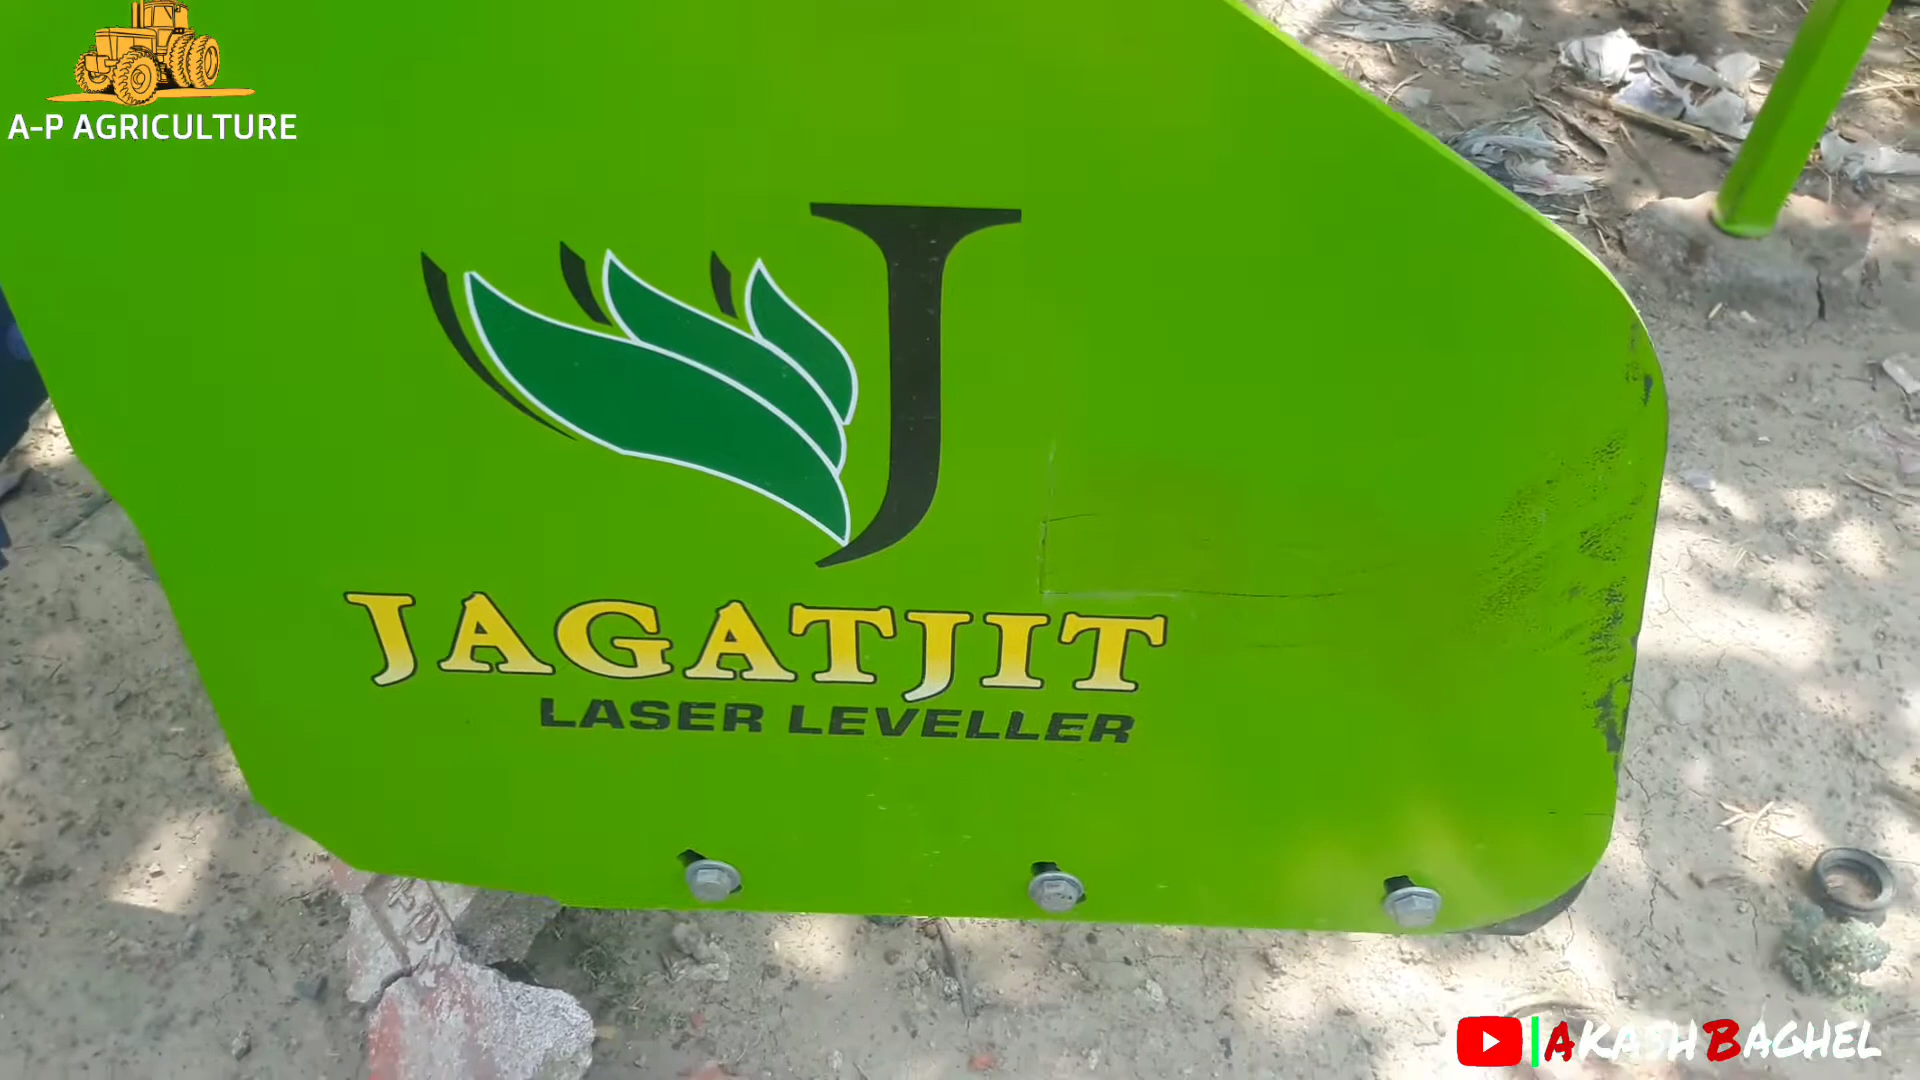 A-P AGRICULTURE
J
JAGATJIT
LASER LEVELLER
AKASH BAGHEL